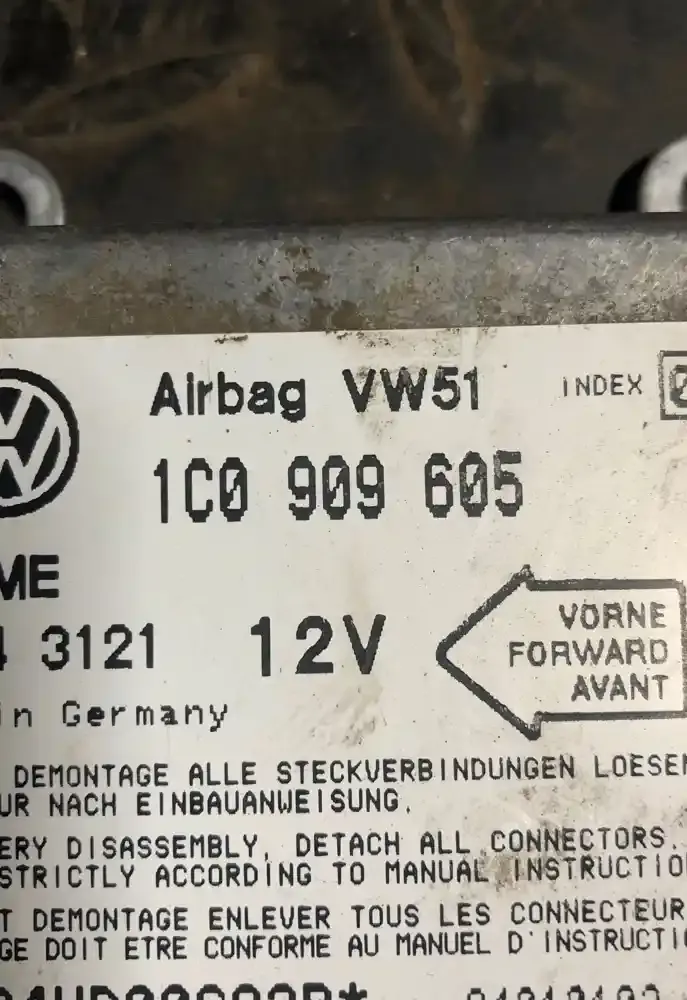 Airbag VW51 INDEX
1C0 909 605
ME
3121 12V
VORNE
FORWARD
AVANT
in Germany
DEMONTAGE ALLE STECKVERBINDUNGEN LOESEN
UR NACH EINBAUANWEISUNG.
ERY DISASSEMBLY, DETACH ALL CONNECTORS.
STRICTLY ACCORDING TO MANUAL INSTRUCTIO
T DEMONTAGE ENLEVER TOUS LES CONNECTEUR
GE DOIT ETRE CONFORME AU MANUEL D'INSTRUCTI